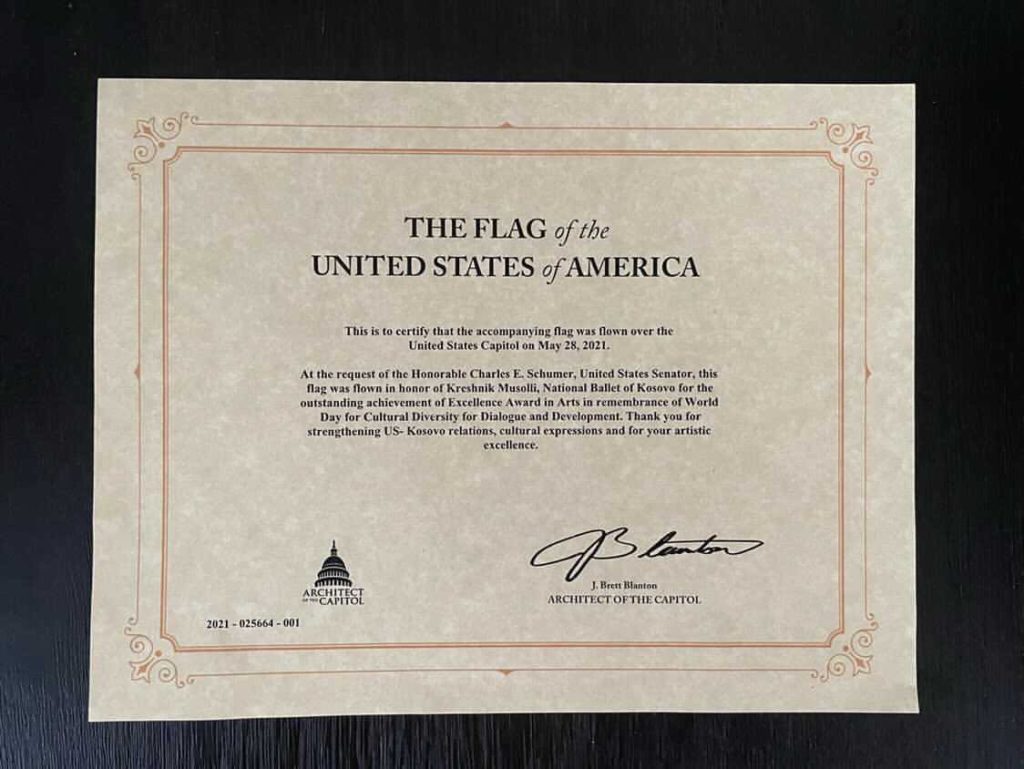 THE FLAG of the
UNITED STATES of AMERICA
This is to certify that the accompanying flag was flown over the
United States Capitol on May 28, 2021.
At the request of the Honorable Charles E. Schumer, United States Senator, this
flag was flown in honor of Kreshnik Musolli, National Ballet of Kosovo for the
outstanding achievement of Excellence Award in Arts in remembrance of World
Day for Cultural Diversity for Dialogue and Development. Thank you for
strengthening US- Kosovo relations, cultural expressions and for your artistic
excellence.
ARCHITECT
OF THE CAPITOL
2021 - 025664 - 001
JB Blanton
J. Brett Blanton
ARCHITECT OF THE CAPITOL